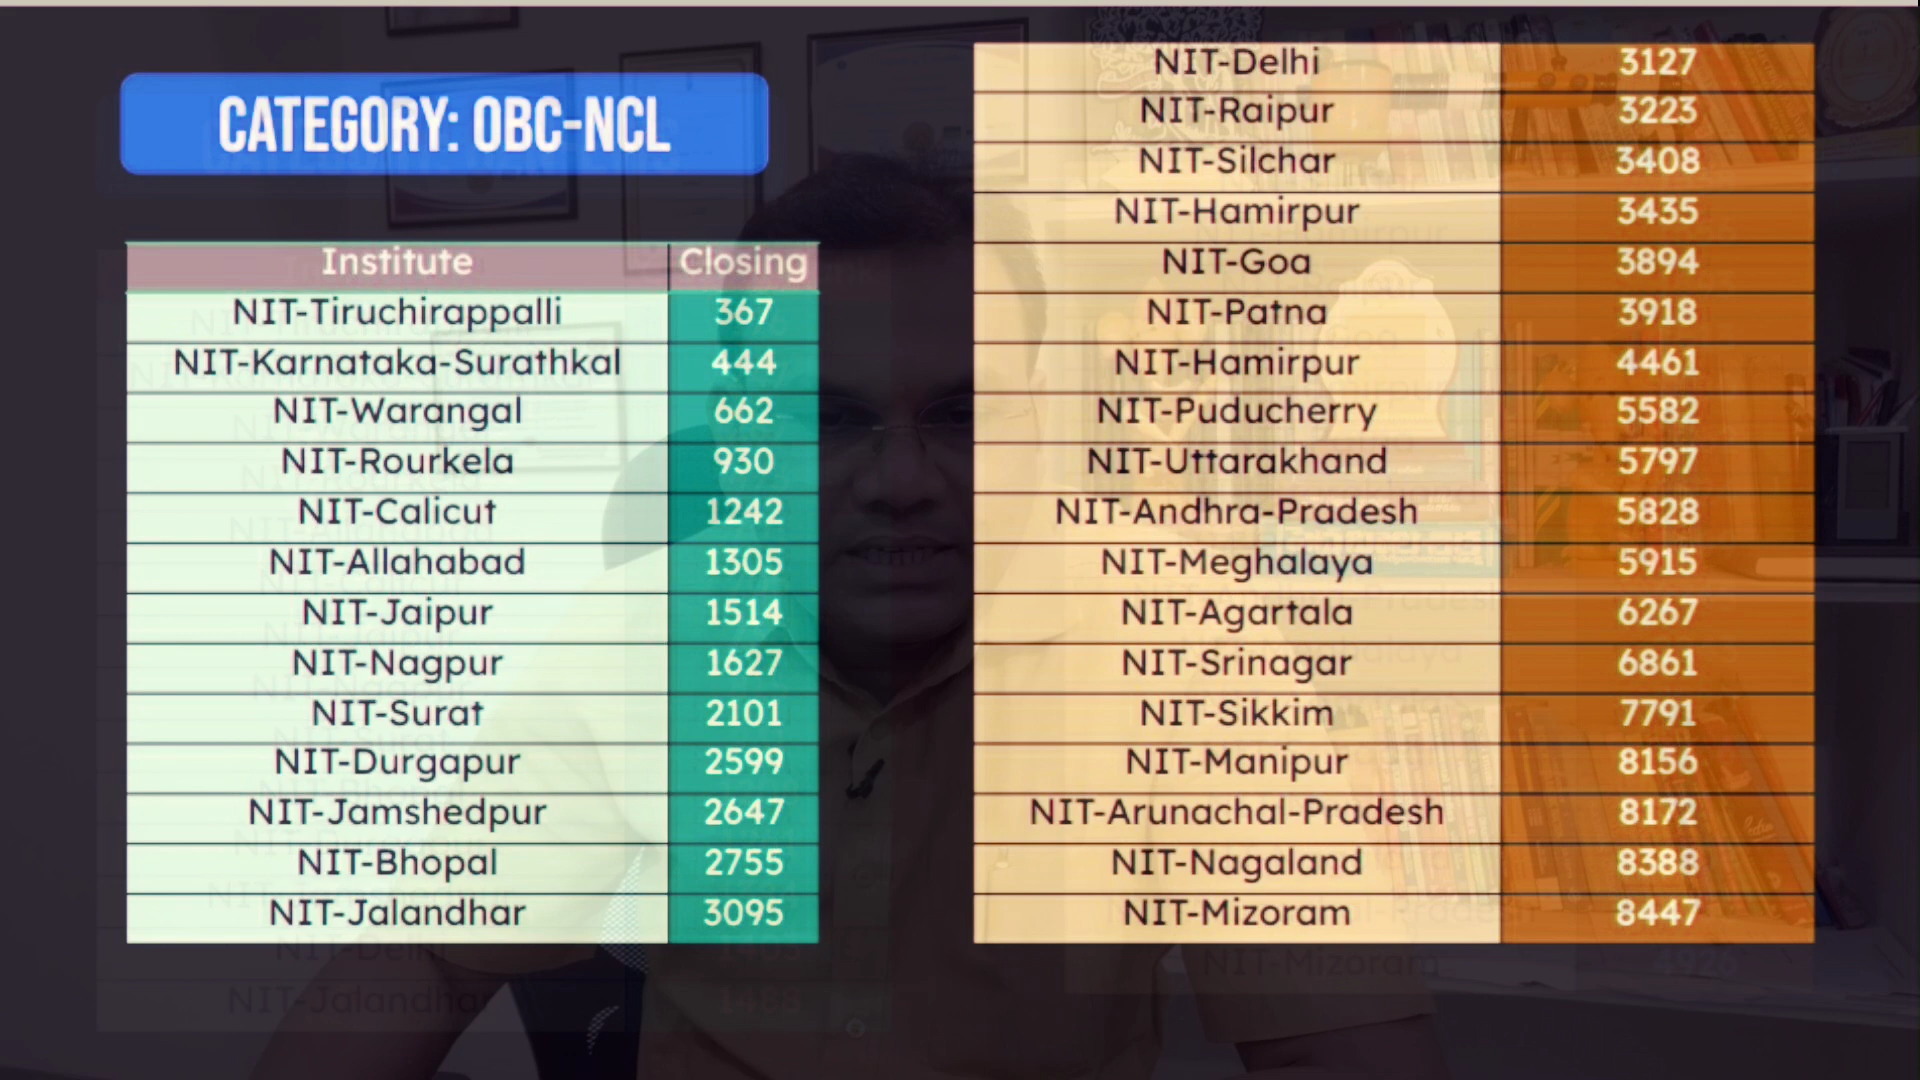 CATEGORY: OBC-NCL
Institute Closing
NIT-Tiruchirappalli 367
NIT-Karnataka-Surathkal 444
NIT-Warangal 662
NIT-Rourkela 930
NIT-Calicut 1242
NIT-Allahabad 1305
NIT-Jaipur 1514
NIT-Nagpur 1627
NIT-Surat 2101
NIT-Durgapur 2599
NIT-Jamshedpur 2647
NIT-Bhopal 2755
NIT-Jalandhar 3095
NIT-Delhi 3127
NIT-Raipur 3223
NIT-Silchar 3408
NIT-Hamirpur 3435
NIT-Goa 3894
NIT-Patna 3918
NIT-Hamirpur 4461
NIT-Puducherry 5582
NIT-Uttarakhand 5797
NIT-Andhra-Pradesh 5828
NIT-Meghalaya 5915
NIT-Agartala 6267
NIT-Srinagar 6861
NIT-Sikkim 7791
NIT-Manipur 8156
NIT-Arunachal-Pradesh 8172
NIT-Nagaland 8388
NIT-Mizoram 8447